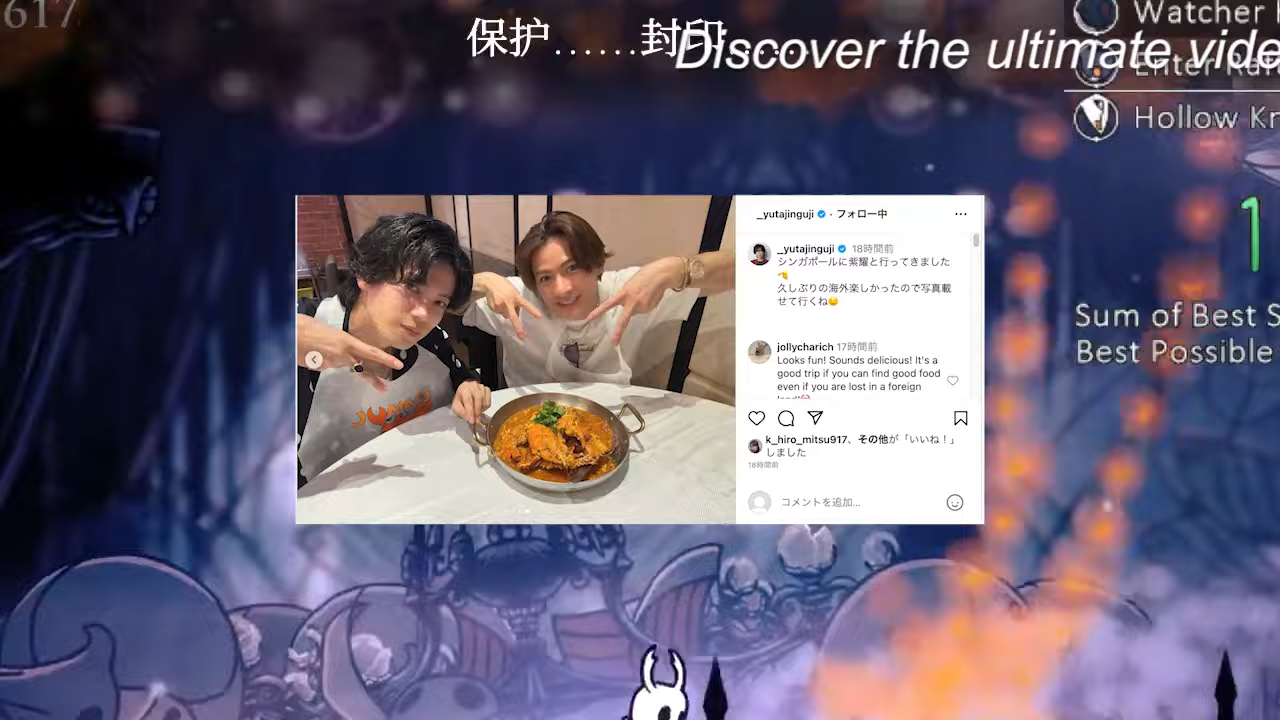 617
保护……封印……
Discover the ultimate vide
Watcher
Enter
Hollow Kn
1
Sum of Best S
Best Possible
_yutajinguji・フォロー中
_yutajinguji 18時間前
シンガポールに紫耀と行ってきました
久しぶりの海外楽しかったので写真載
せて行くね
jollycharich 17時間前
Looks fun! Sounds delicious! It's a
good trip if you can find good food
even if you are lost in a foreign
k_hiro_mitsu917、その他が「いいね！」
しました
18時間前
コメントを追加...